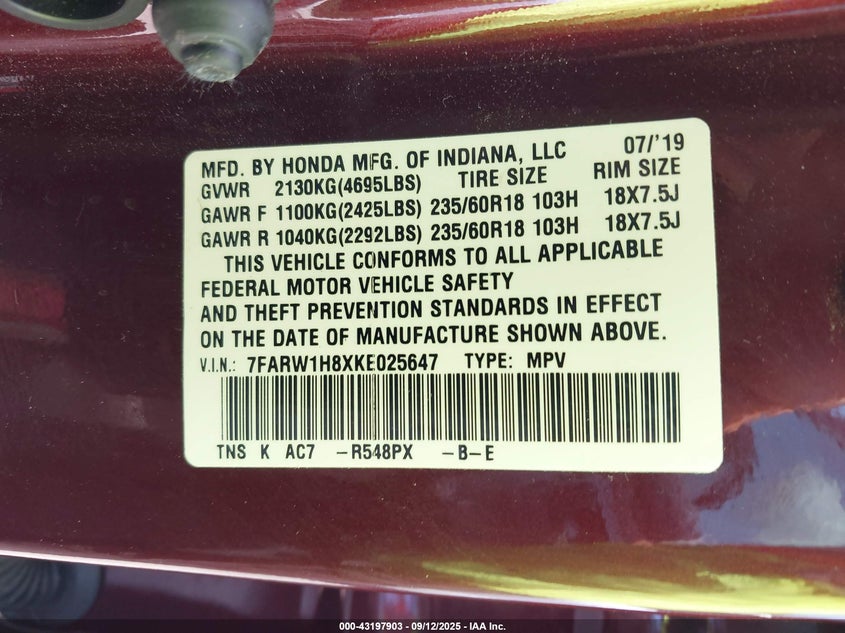 MFD. BY HONDA MFG. OF INDIANA, LLC 07/'19
GVWR 2130KG(4695LBS) TIRE SIZE RIM SIZE
GAWR F 1100KG(2425LBS) 235/60R18 103H 18X7.5J
GAWR R 1040KG(2292LBS) 235/60R18 103H 18X7.5J
THIS VEHICLE CONFORMS TO ALL APPLICABLE
FEDERAL MOTOR VEHICLE SAFETY
AND THEFT PREVENTION STANDARDS IN EFFECT
ON THE DATE OF MANUFACTURE SHOWN ABOVE.
V.I.N.: 7FARW1H8XKE025647 TYPE: MPV
TNS K AC7 -R548PX -B-E
000-43197903 - 09/12/2025 - IAA Inc.